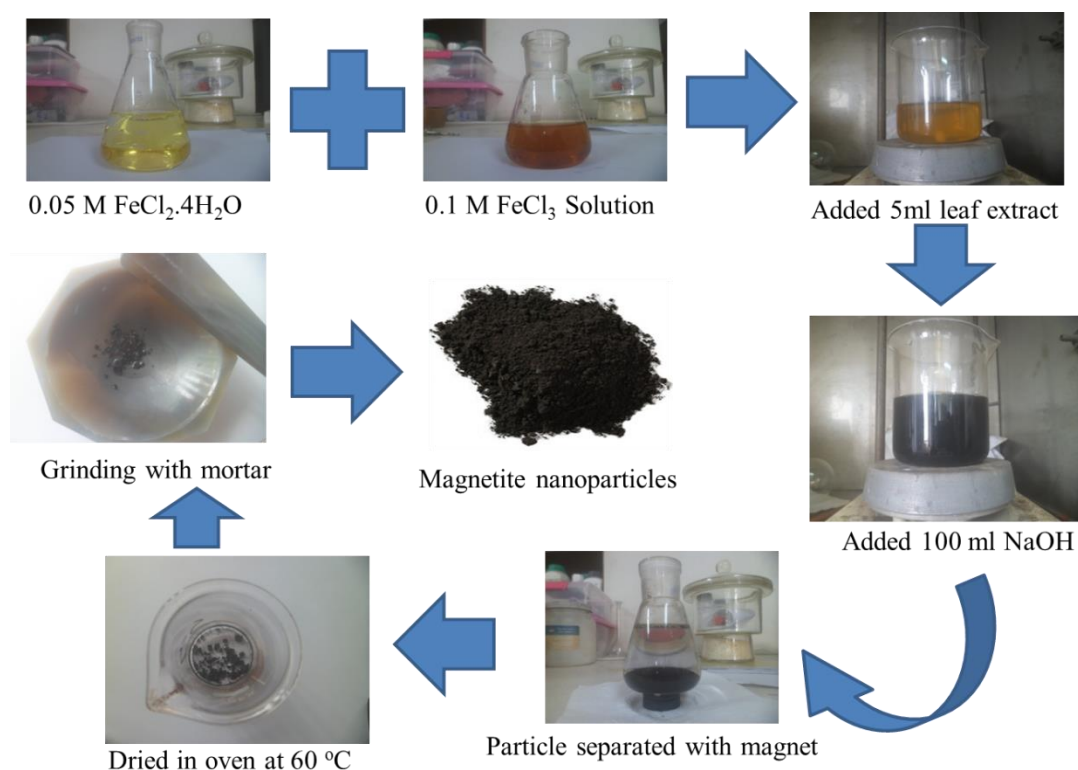 0.05 M FeCl₂.4H₂O
0.1 M FeCl₃ Solution
Added 5ml leaf extract
Added 100 ml NaOH
Particle separated with magnet
Dried in oven at 60 ⁰C
Grinding with mortar
Magnetite nanoparticles